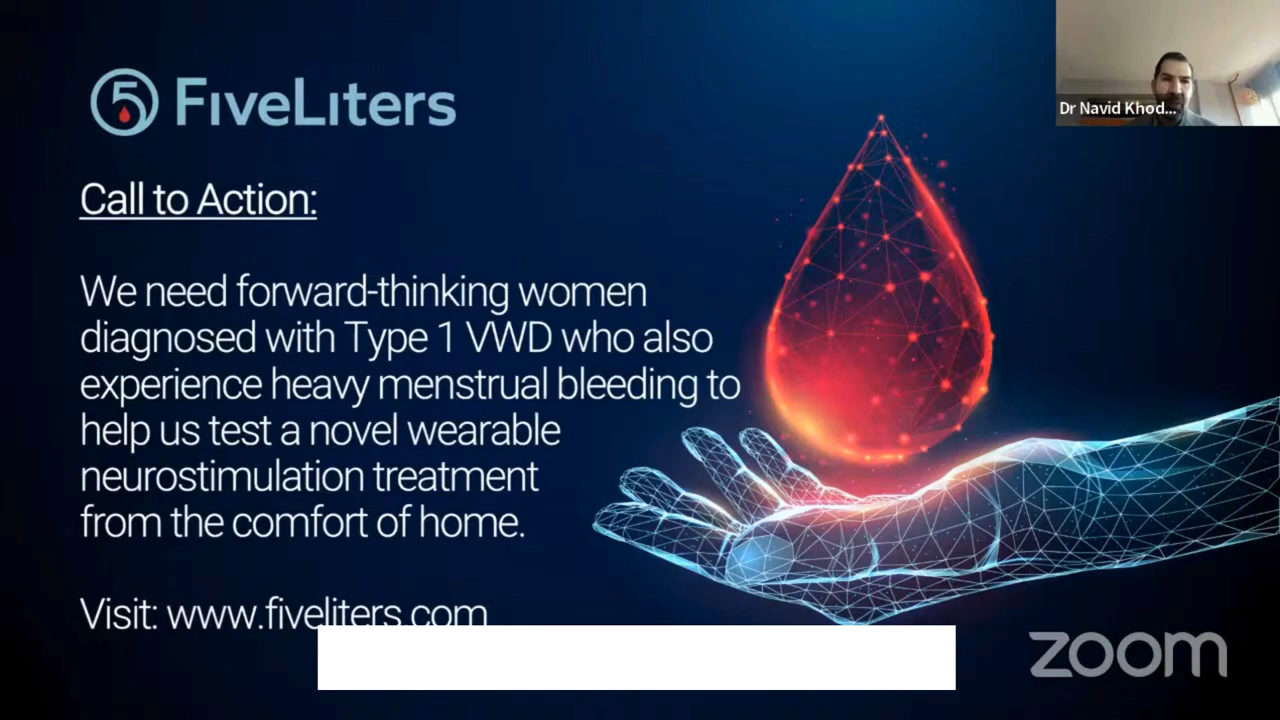 5 FiveLiters
Dr Navid Khod...
Call to Action:
We need forward-thinking women
diagnosed with Type 1 VWD who also
experience heavy menstrual bleeding to
help us test a novel wearable
neurostimulation treatment
from the comfort of home.
Visit: www.fiveliters.com
zoom